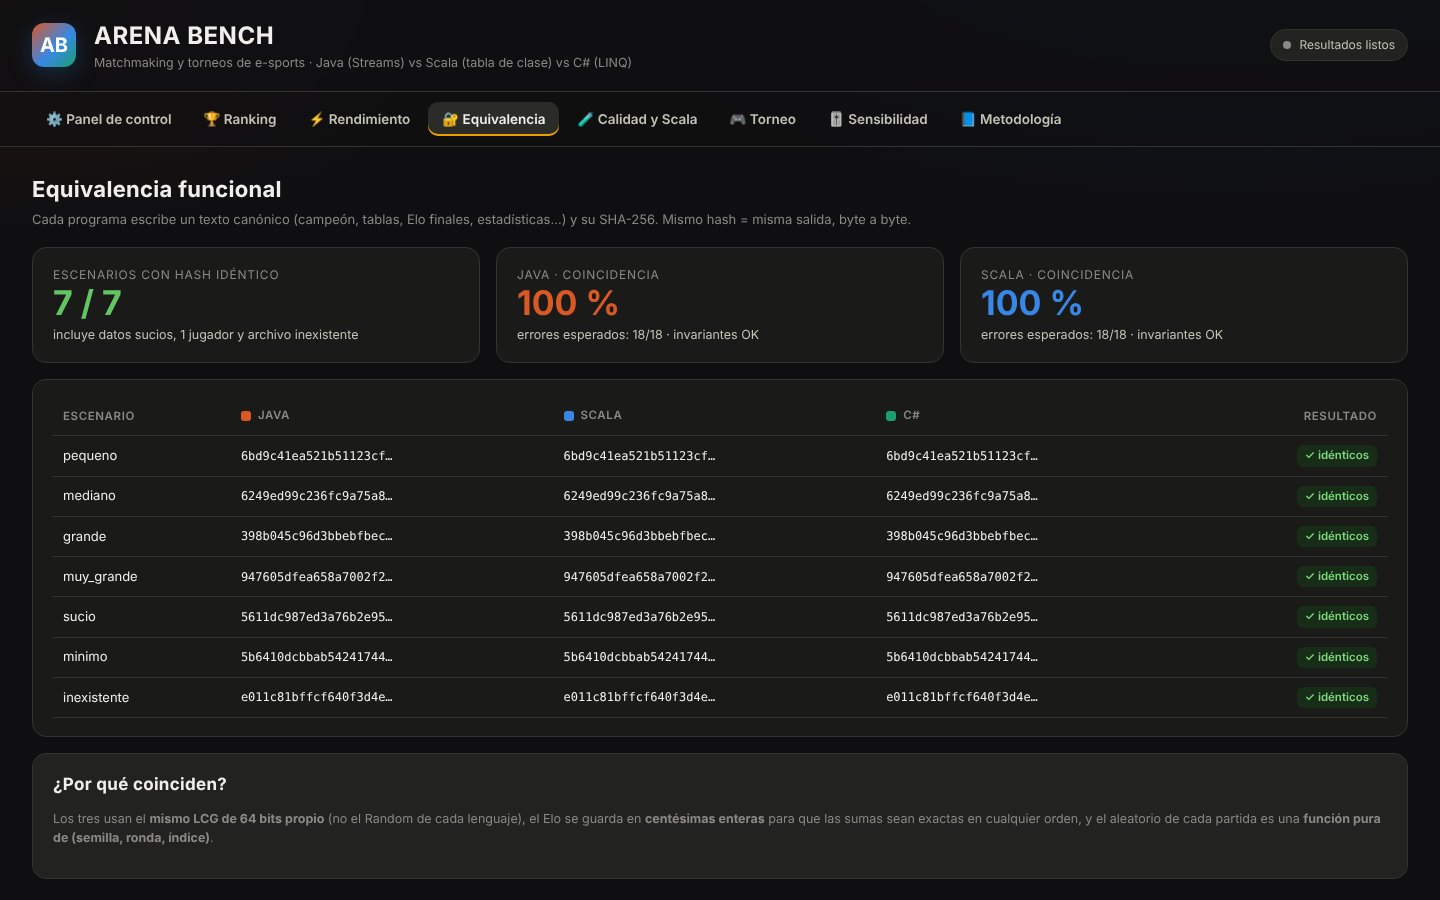 AB
ARENA BENCH
Matchmaking y torneos de e-sports · Java (Streams) vs Scala (tabla de clase) vs C# (LINQ)
Resultados listos
Panel de control
Ranking
Rendimiento
Equivalencia
Calidad y Scala
Torneo
Sensibilidad
Metodología
Equivalencia funcional
Cada programa escribe un texto canónico (campeón, tablas, Elo finales, estadísticas…) y su SHA-256. Mismo hash = misma salida, byte a byte.
ESCENARIOS CON HASH IDÉNTICO
7 / 7
incluye datos sucios, 1 jugador y archivo inexistente
JAVA · COINCIDENCIA
100 %
errores esperados: 18/18 · invariantes OK
SCALA · COINCIDENCIA
100 %
errores esperados: 18/18 · invariantes OK
ESCENARIO JAVA SCALA C# RESULTADO
pequeno 6bd9c41ea521b51123cf… 6bd9c41ea521b51123cf… 6bd9c41ea521b51123cf… ✓ idénticos
mediano 6249ed99c236fc9a75a8… 6249ed99c236fc9a75a8… 6249ed99c236fc9a75a8… ✓ idénticos
grande 398b045c96d3bbebfbec… 398b045c96d3bbebfbec… 398b045c96d3bbebfbec… ✓ idénticos
muy_grande 947605dfea658a7002f2… 947605dfea658a7002f2… 947605dfea658a7002f2… ✓ idénticos
sucio 5611dc987ed3a76b2e95… 5611dc987ed3a76b2e95… 5611dc987ed3a76b2e95… ✓ idénticos
minimo 5b6410dcbbab54241744… 5b6410dcbbab54241744… 5b6410dcbbab54241744… ✓ idénticos
inexistente e011c81bffcf640f3d4e… e011c81bffcf640f3d4e… e011c81bffcf640f3d4e… ✓ idénticos
¿Por qué coinciden?
Los tres usan el mismo LCG de 64 bits propio (no el Random de cada lenguaje), el Elo se guarda en centésimas enteras para que las sumas sean exactas en cualquier orden, y el aleatorio de cada partida es una función pura
de (semilla, ronda, índice).